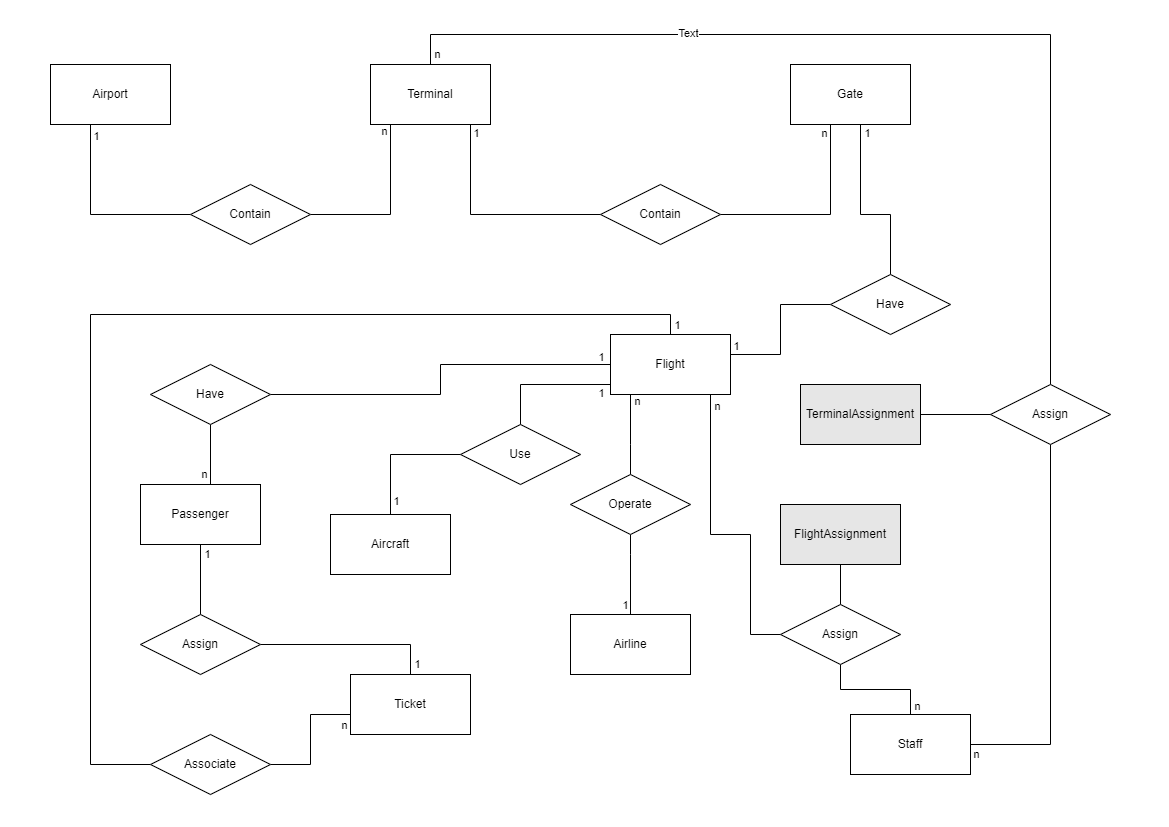 Text
n
Airport
Terminal
Gate
1
n
1
n
1
Contain
Contain
Have
1
1
1
Flight
Have
1
n
n
TerminalAssignment
Assign
Use
n
1
Operate
Passenger
FlightAssignment
Aircraft
1
1
Assign
Airline
Assign
1
Ticket
n
n
Staff
n
Associate